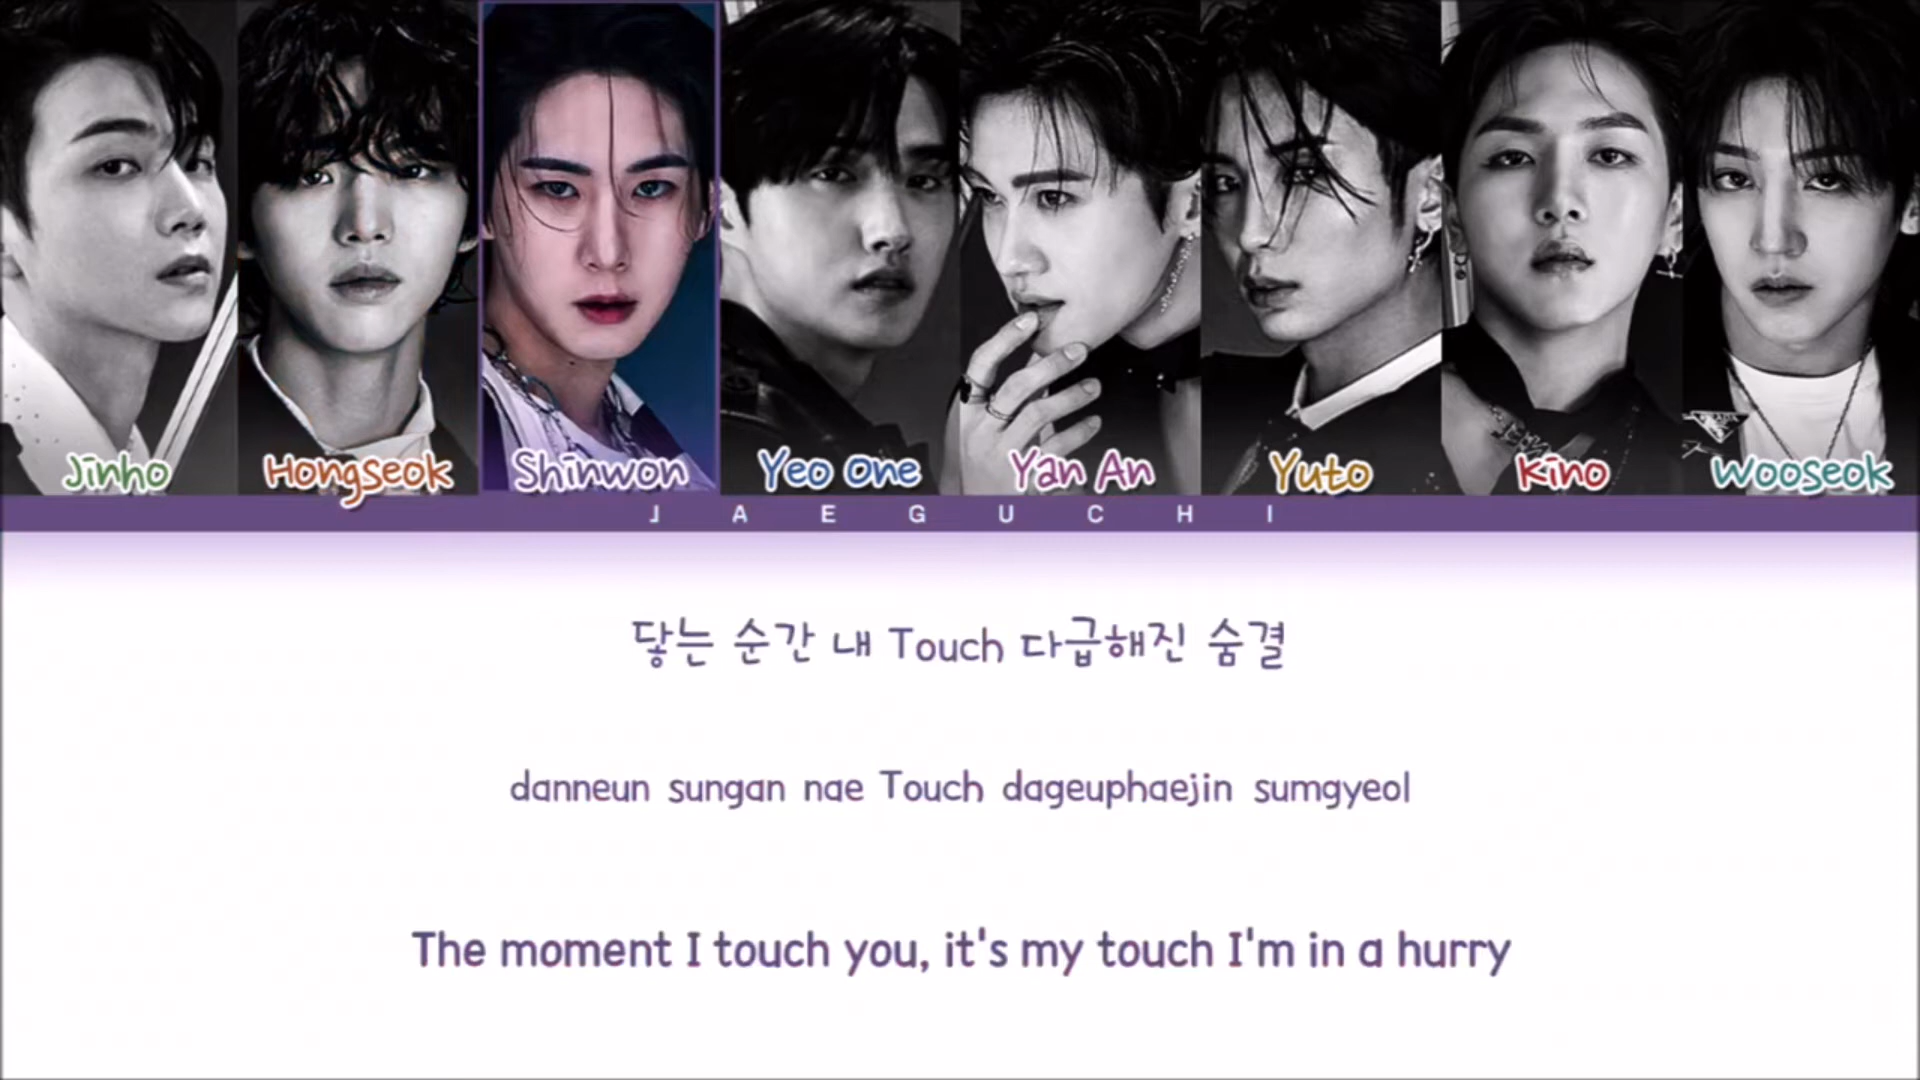 Jinho Hongseok Shinwon Yeo One Yan An Yuto Kino Wooseok
JAEGUCHI
닿는 순간 내 Touch 다급해진 숨결
danneun sungan nae Touch dageuphaejin sumgyeol
The moment I touch you, it's my touch I'm in a hurry